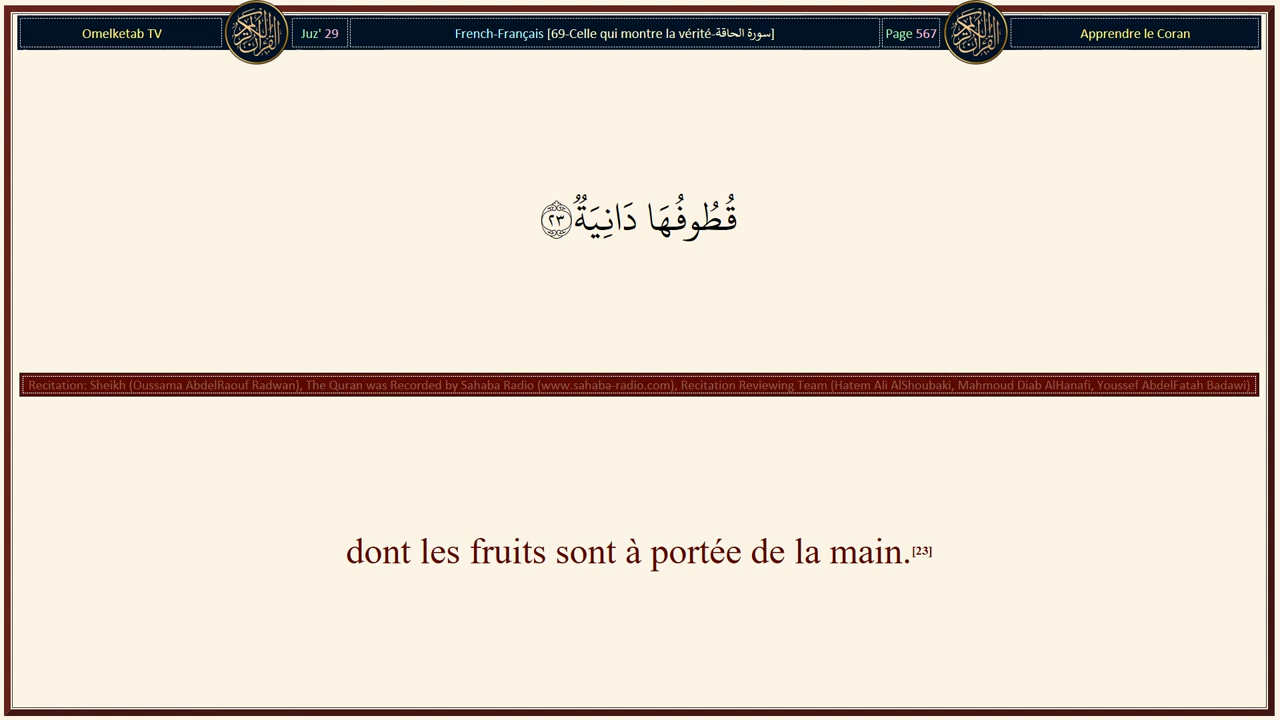 Omelketab TV
Juz' 29
French-Français [69-Celle qui montre la vérité-سورة الحاقة]
Page 567
Apprendre le Coran
قُطُوفُهَا دَانِيَةٌ ٢٣
Recitation: Sheikh (Oussama AbdelRaouf Radwan), The Quran was Recorded by Sahaba Radio (www.sahaba-radio.com), Recitation Reviewing Team (Hatem Ali AlShoubaki, Mahmoud Diab AlHanafi, Youssef AbdelFatah Badawi)
dont les fruits sont à portée de la main.[23]